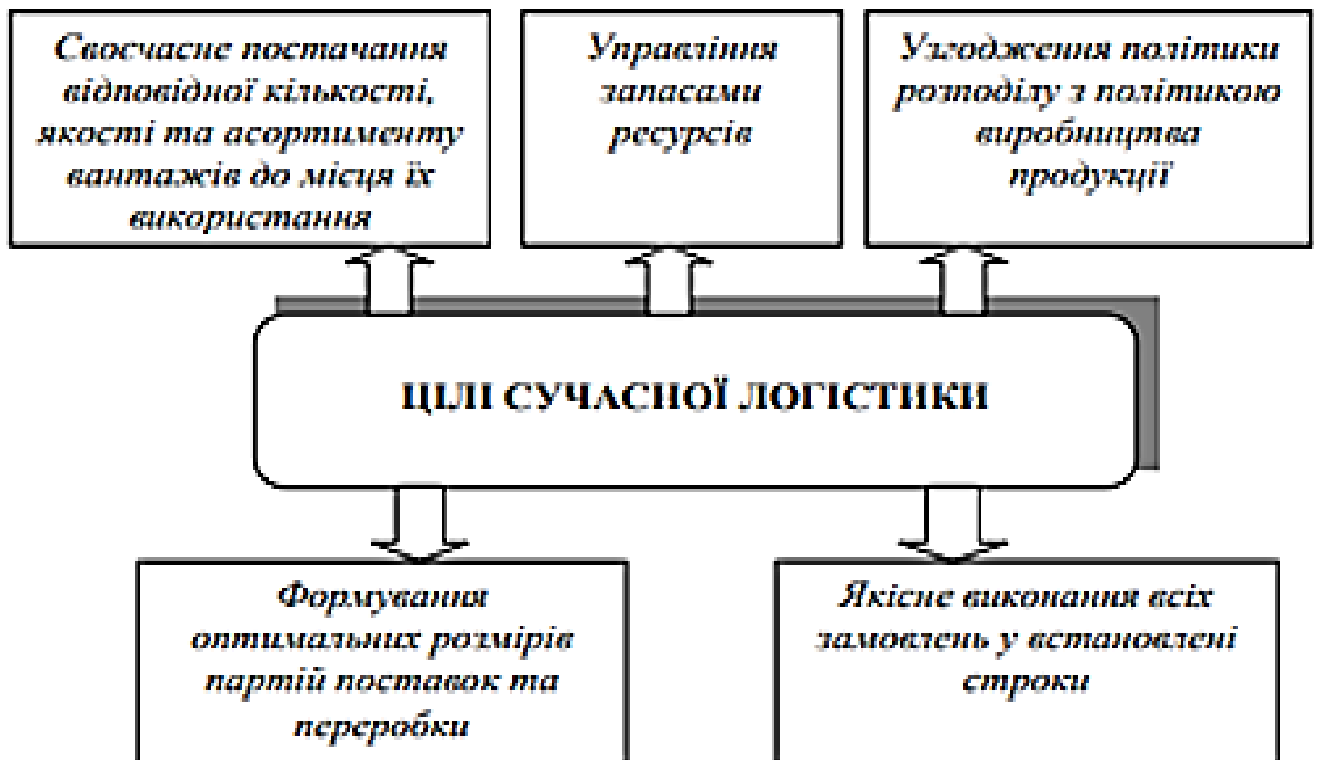 Своєчасне постачання
відповідної кількості,
якості та асортименту
вантажів до місця їх
використання
Управління
запасами
ресурсів
Узгодження політики
розподілу з політикою
виробництва
продукції
ЦІЛІ СУЧАСНОЇ ЛОГІСТИКИ
Формування
оптимальних розмірів
партій поставок та
переробки
Якісне виконання всіх
замовлень у встановлені
строки